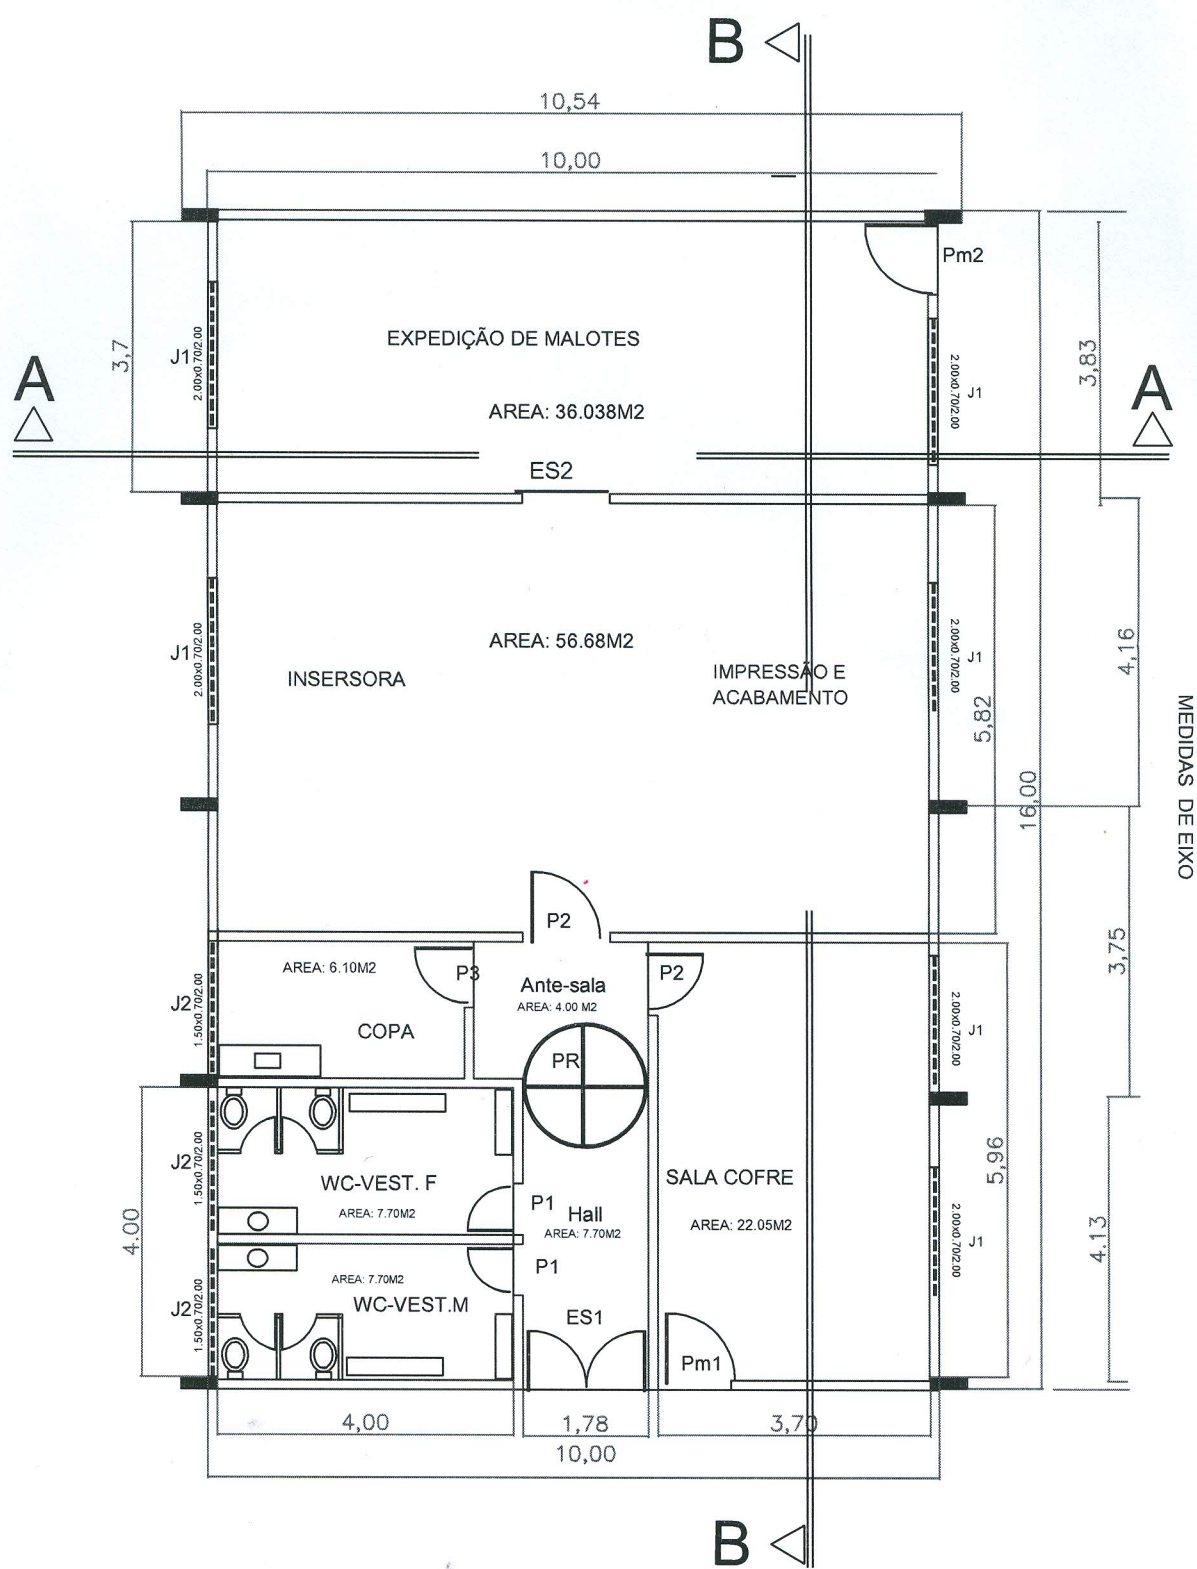 B
10,54
10,00
Pm2
EXPEDIÇÃO DE MALOTES
J1
2.00x0.70/2.00
3,7
3,83
2.00x0.70/2.00
J1
A
A
AREA: 36.038M2
ES2
J1
2.00x0.70/2.00
AREA: 56.68M2
INSERSORA
IMPRESSÃO E
ACABAMENTO
2.00x0.70/2.00
J1
4,16
5,82
16,00
MEDIDAS DE EIXO
P2
3,75
AREA: 6.10M2
P3
Ante-sala
AREA: 4.00 M2
P2
J2
1.50x0.70/2.00
COPA
PR
2.00x0.70/2.00
J1
J2
1.50x0.70/2.00
WC-VEST. F
AREA: 7.70M2
P1
Hall
AREA: 7.70M2
SALA COFRE
AREA: 22.05M2
5,96
4.00
4.13
2.00x0.70/2.00
J1
P1
AREA: 7.70M2
WC-VEST.M
J2
1.50x0.70/2.00
ES1
Pm1
4,00
1,78
3,70
10,00
B